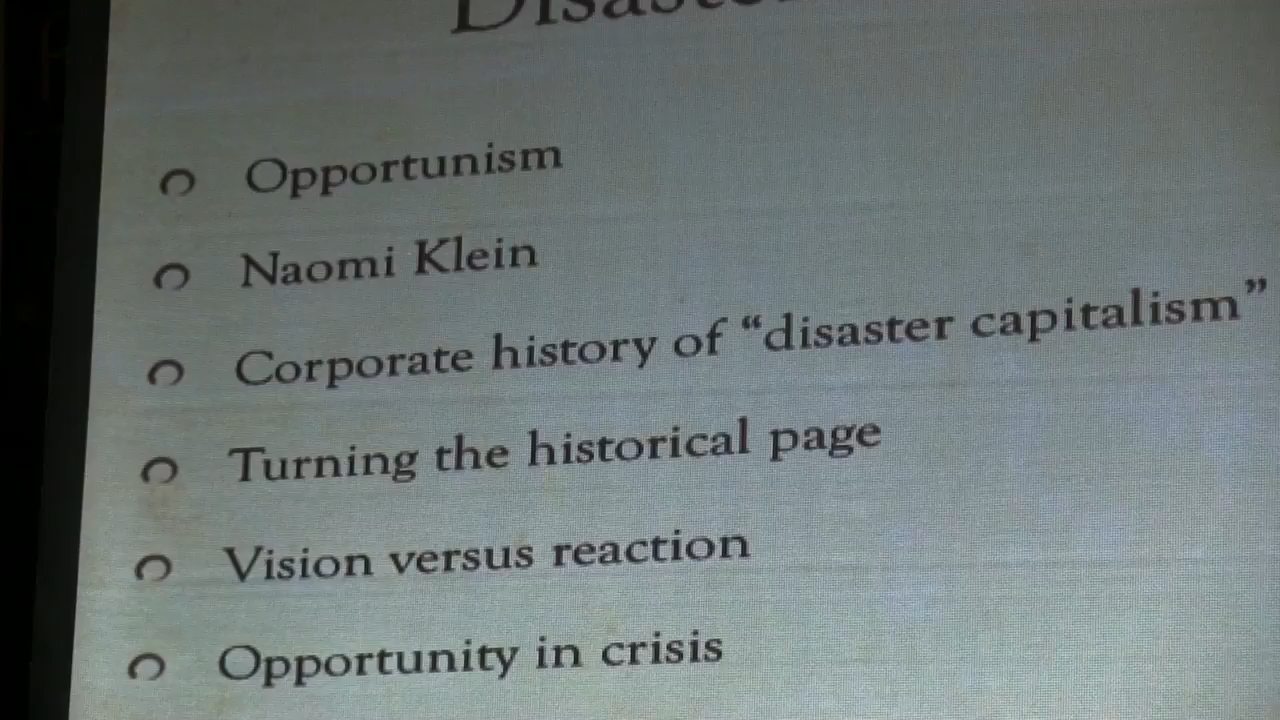 Opportunism
Naomi Klein
Corporate history of “disaster capitalism”
Turning the historical page
Vision versus reaction
Opportunity in crisis